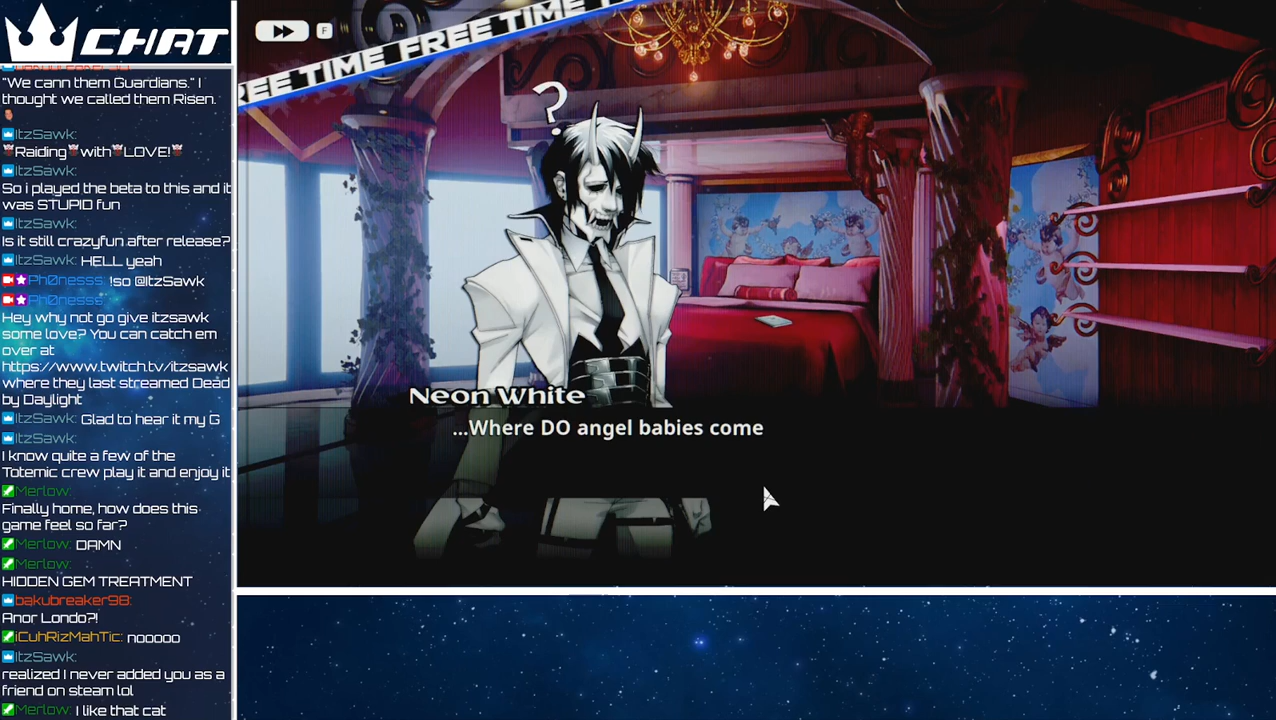 CHAT
"We cann them Guardians." I
thought we called them Risen.
ItzSawk:
Raiding with LOVE!
ItzSawk:
So i played the beta to this and it
was STUPID fun
ItzSawk:
Is it still crazyfun after release?
ItzSawk: HELL yeah
Ph0nesss: !so @ItzSawk
Ph0nesss:
Hey why not go give itzsawk
some love? You can catch em
over at
https://www.twitch.tv/itzsawk
where they last streamed Dead
by Daylight
ItzSawk: Glad to hear it my G
ItzSawk:
I know quite a few of the
Totemic crew play it and enjoy it
Merlow:
Finally home, how does this
game feel so far?
Merlow: DAMN
Merlow:
HIDDEN GEM TREATMENT
bakubreaker98:
Anor Londo?!
iCuhRizMahTic: nooooo
ItzSawk:
realized I never added you as a
friend on steam lol
Merlow: I like that cat
F
REE TIME FREE TIME
?
Neon White
...Where DO angel babies come